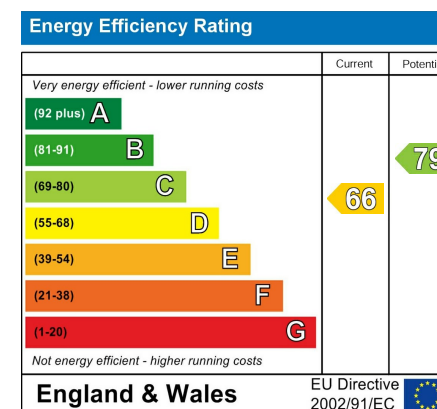 Energy Efficiency Rating
Current Potenti
Very energy efficient - lower running costs
(92 plus) A
(81-91) B
(69-80) C
(55-68) D
(39-54) E
(21-38) F
(1-20) G
66
79
Not energy efficient - higher running costs
England & Wales
EU Directive
2002/91/EC